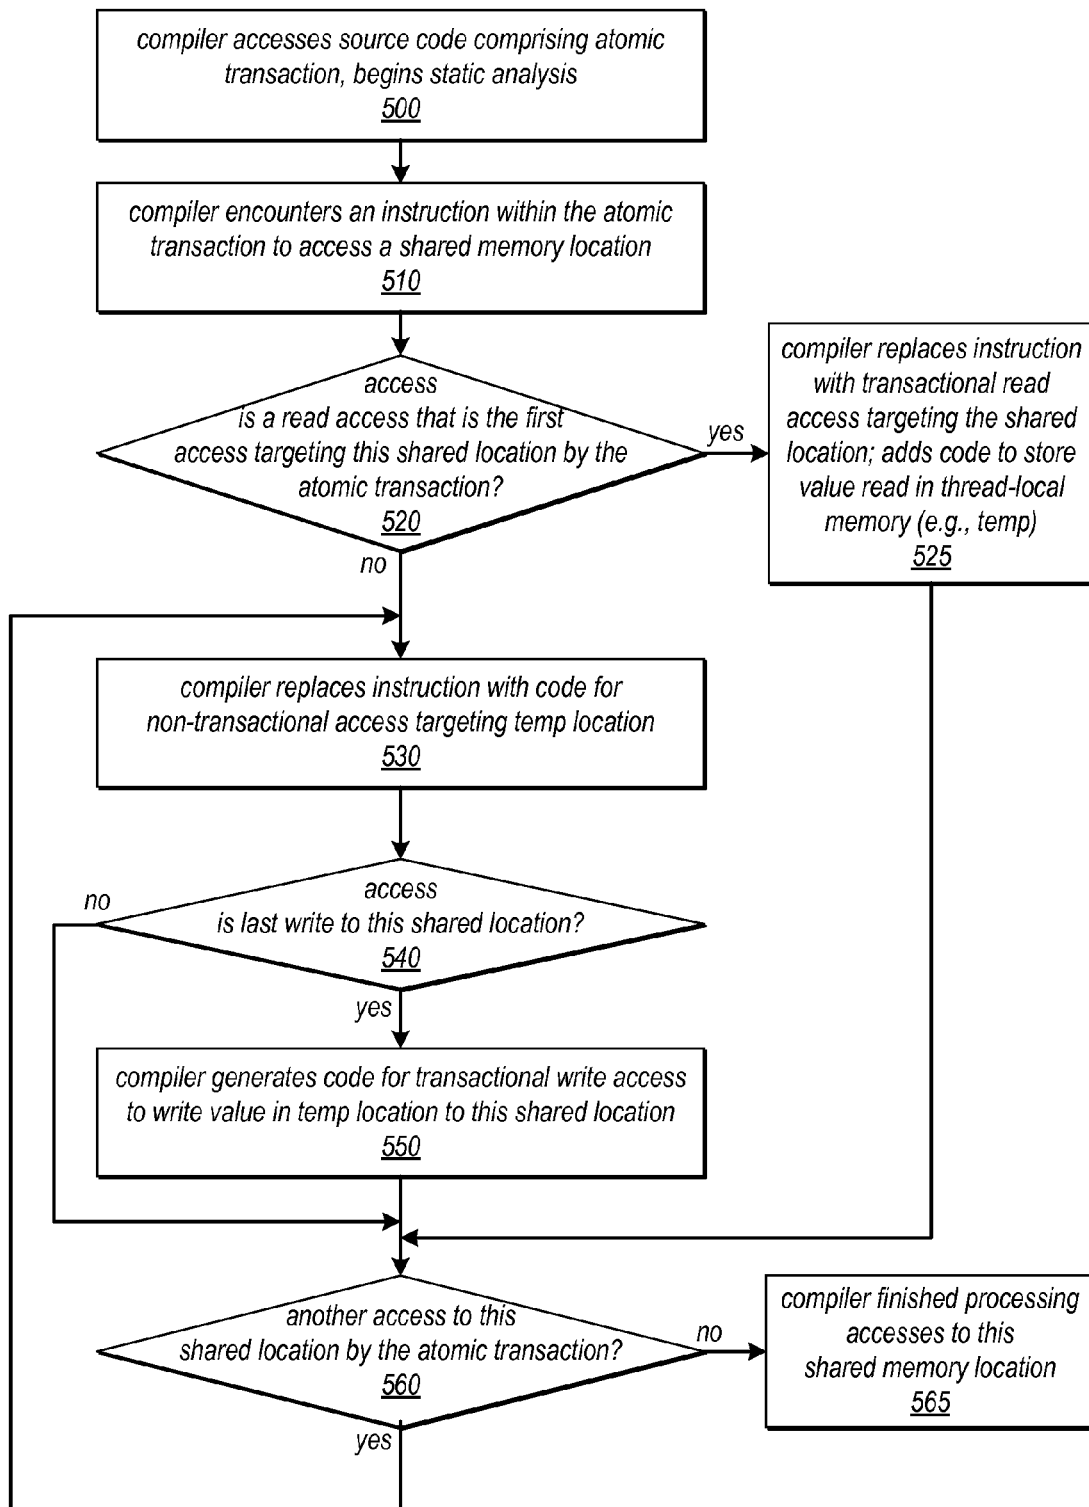 compiler accesses source code comprising atomic
transaction, begins static analysis
500
compiler encounters an instruction within the atomic
transaction to access a shared memory location
510
access
is a read access that is the first
access targeting this shared location by the
atomic transaction?
520
yes
no
compiler replaces instruction
with transactional read
access targeting the shared
location; adds code to store
value read in thread-local
memory (e.g., temp)
525
compiler replaces instruction with code for
non-transactional access targeting temp location
530
access
is last write to this shared location?
540
no
yes
compiler generates code for transactional write access
to write value in temp location to this shared location
550
another access to this
shared location by the atomic transaction?
560
no
yes
compiler finished processing
accesses to this
shared memory location
565